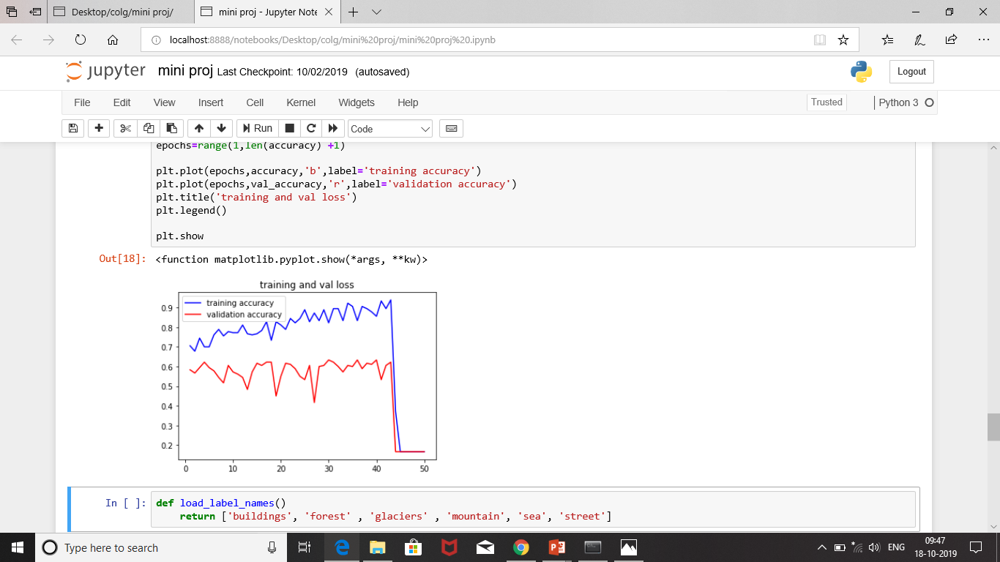 Desktop/colg/mini proj/
mini proj - Jupyter Note
localhost:8888/notebooks/Desktop/colg/mini%20proj/mini%20proj%20.ipynb
jupyter mini proj Last Checkpoint: 10/02/2019 (autosaved)
Logout
File Edit View Insert Cell Kernel Widgets Help
Trusted
Python 3
Run
Code
epochs=range(1,len(accuracy) +1)
plt.plot(epochs,accuracy,'b',label='training accuracy')
plt.plot(epochs,val_accuracy,'r',label='validation accuracy')
plt.title('training and val loss')
plt.legend()
plt.show
Out[18]: <function matplotlib.pyplot.show(*args, **kw)>
training and val loss
training accuracy
validation accuracy
0.9
0.8
0.7
0.6
0.5
0.4
0.3
0.2
0 10 20 30 40 50
In [ ]: def load_label_names()
return ['buildings', 'forest' , 'glaciers' , 'mountain', 'sea', 'street']
Type here to search
ENG
09:47
18-10-2019